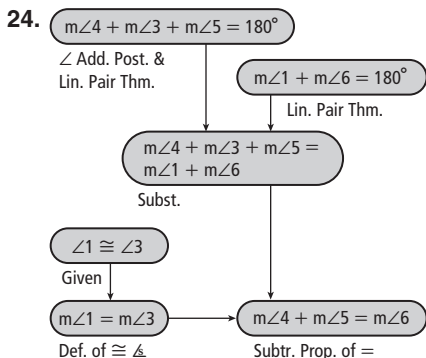 24. m∠4 + m∠3 + m∠5 = 180°
∠ Add. Post. &
Lin. Pair Thm.
m∠1 + m∠6 = 180°
Lin. Pair Thm.
m∠4 + m∠3 + m∠5 =
m∠1 + m∠6
Subst.
∠1 ≅ ∠3
Given
m∠1 = m∠3
Def. of ≅ ∠s
m∠4 + m∠5 = m∠6
Subtr. Prop. of =